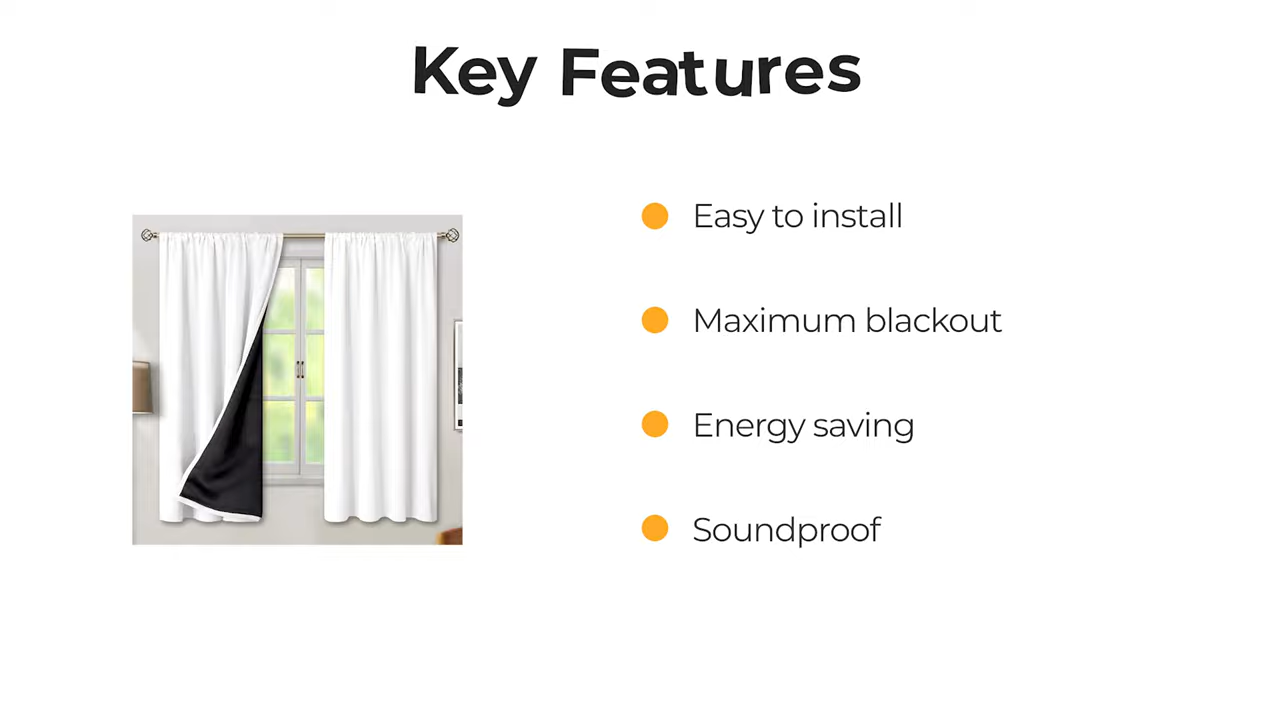 Key Features
Easy to install
Maximum blackout
Energy saving
Soundproof